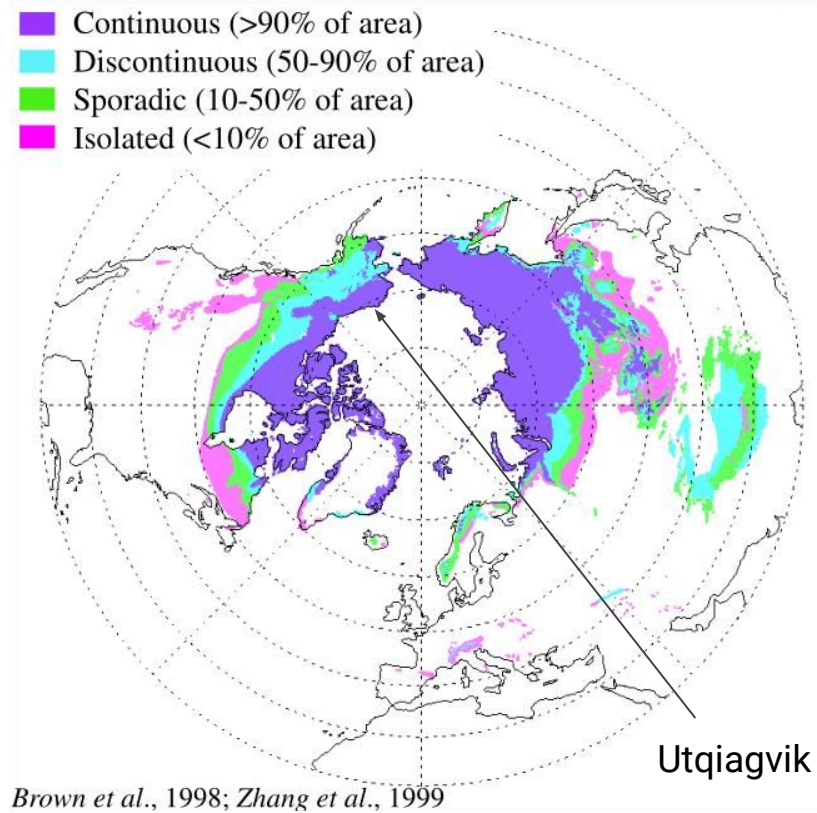 Continuous (>90% of area)
Discontinuous (50-90% of area)
Sporadic (10-50% of area)
Isolated (<10% of area)
Utqiagvik
Brown et al., 1998; Zhang et al., 1999